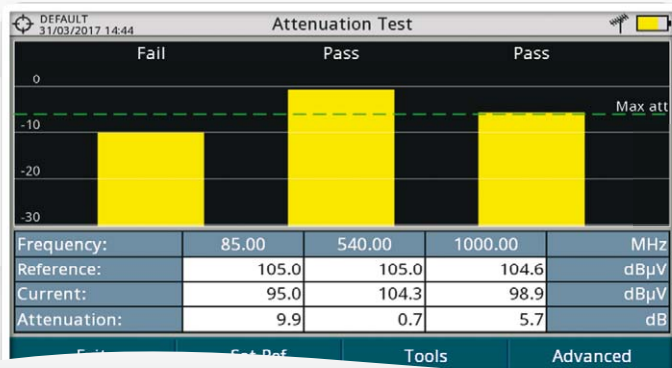 DEFAULT
31/03/2017 14:44
Attenuation Test
Fail Pass Pass
0
Max att
-10
-20
-30
Frequency: 85.00 540.00 1000.00 MHz
Reference: 105.0 105.0 104.6 dBµV
Current: 95.0 104.3 98.9 dBµV
Attenuation: 9.9 0.7 5.7 dB
Tools Advanced